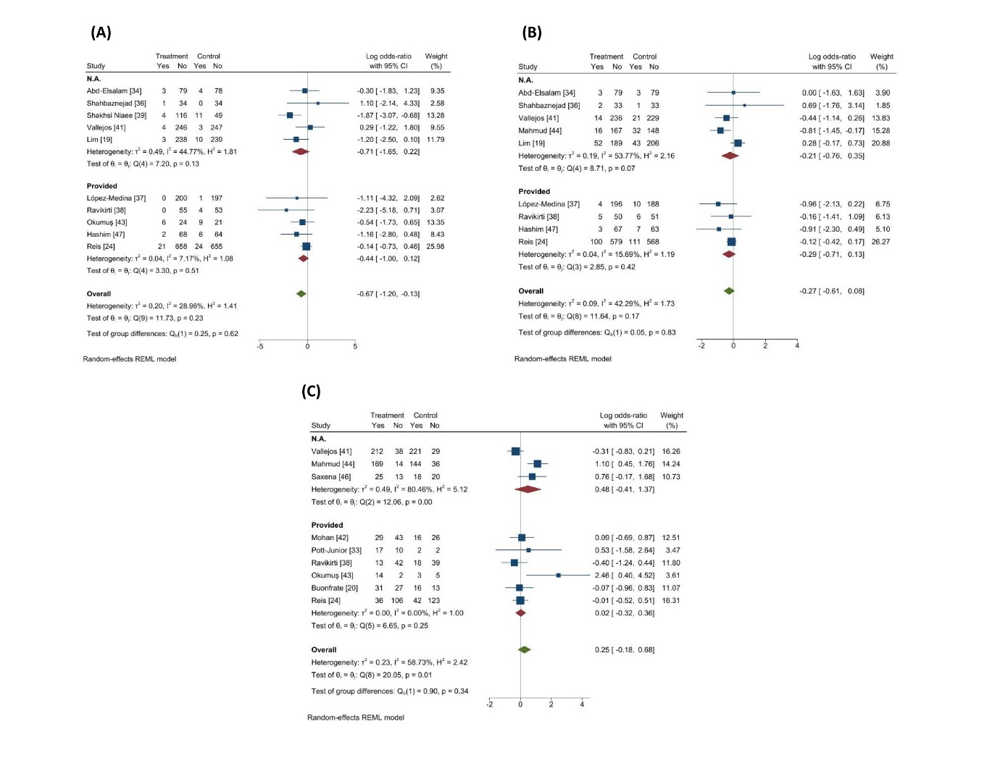 (A)
Treatment Control Log odds-ratio Weight
Study Yes No Yes No with 95% CI (%)
N.A.
Abd-Elsalam [34] 3 79 4 78 -0.30 [ -1.83, 1.23] 9.35
Shahbaznejad [36] 1 34 0 34 1.10 [ -2.14, 4.33] 2.58
Shakhsi Niaee [39] 4 116 11 49 -1.87 [ -3.07, -0.68] 13.28
Vallejos [41] 4 246 3 247 0.29 [ -1.22, 1.80] 9.55
Lim [19] 3 238 10 239 -1.20 [ -2.50, 0.10] 11.79
Heterogeneity: τ² = 0.49, I² = 44.77%, H² = 1.81 -0.71 [ -1.65, 0.22]
Test of θᵢ = θⱼ: Q(4) = 7.20, p = 0.13
Provided
López-Medina [37] 0 200 1 197 -1.11 [ -4.32, 2.09] 2.62
Ravikirti [38] 0 55 4 53 -2.23 [ -5.18, 0.71] 3.07
Okumuş [43] 6 24 9 21 -0.54 [ -1.73, 0.65] 13.35
Hashim [47] 2 68 6 64 -1.16 [ -2.80, 0.48] 8.43
Reis [24] 21 658 24 655 -0.14 [ -0.73, 0.46] 25.98
Heterogeneity: τ² = 0.04, I² = 7.17%, H² = 1.08 -0.44 [ -1.00, 0.12]
Test of θᵢ = θⱼ: Q(4) = 3.30, p = 0.51
Overall -0.67 [ -1.20, -0.13]
Heterogeneity: τ² = 0.20, I² = 28.96%, H² = 1.41
Test of θᵢ = θⱼ: Q(9) = 11.73, p = 0.23
Test of group differences: Q_b(1) = 0.25, p = 0.62
-5 0 5
Random-effects REML model
(B)
Treatment Control Log odds-ratio Weight
Study Yes No Yes No with 95% CI (%)
N.A.
Abd-Elsalam [34] 3 79 3 79 0.00 [ -1.63, 1.63] 3.90
Shahbaznejad [36] 2 33 1 33 0.69 [ -1.76, 3.14] 1.85
Vallejos [41] 14 236 21 229 -0.44 [ -1.14, 0.26] 13.83
Mahmud [44] 16 167 32 148 -0.81 [ -1.45, -0.17] 15.28
Lim [19] 52 189 43 206 0.28 [ -0.17, 0.73] 20.88
Heterogeneity: τ² = 0.19, I² = 53.77%, H² = 2.16 -0.21 [ -0.76, 0.35]
Test of θᵢ = θⱼ: Q(4) = 8.71, p = 0.07
Provided
López-Medina [37] 4 196 10 188 -0.96 [ -2.13, 0.22] 6.75
Ravikirti [38] 5 50 6 51 -0.16 [ -1.41, 1.09] 6.13
Hashim [47] 3 67 7 63 -0.91 [ -2.30, 0.49] 5.10
Reis [24] 100 579 111 568 -0.12 [ -0.42, 0.17] 26.27
Heterogeneity: τ² = 0.04, I² = 15.69%, H² = 1.19 -0.29 [ -0.71, 0.13]
Test of θᵢ = θⱼ: Q(3) = 2.85, p = 0.42
Overall -0.27 [ -0.61, 0.08]
Heterogeneity: τ² = 0.09, I² = 42.29%, H² = 1.73
Test of θᵢ = θⱼ: Q(8) = 11.64, p = 0.17
Test of group differences: Q_b(1) = 0.05, p = 0.83
-2 0 2 4
Random-effects REML model
(C)
Treatment Control Log odds-ratio Weight
Study Yes No Yes No with 95% CI (%)
N.A.
Vallejos [41] 212 38 221 29 -0.31 [ -0.83, 0.21] 16.26
Mahmud [44] 169 14 144 36 1.10 [ 0.45, 1.76] 14.24
Saxena [46] 25 13 18 20 0.76 [ -0.17, 1.68] 10.73
Heterogeneity: τ² = 0.49, I² = 80.46%, H² = 5.12 0.48 [ -0.41, 1.37]
Test of θᵢ = θⱼ: Q(2) = 12.06, p = 0.00
Provided
Mohan [42] 29 43 16 26 0.09 [ -0.69, 0.87] 12.51
Pott-Junior [33] 17 10 2 2 0.53 [ -1.58, 2.64] 3.47
Ravikirti [38] 13 42 18 39 -0.40 [ -1.24, 0.44] 11.80
Okumuş [43] 14 2 3 5 2.46 [ 0.40, 4.52] 3.61
Buonfrate [20] 31 27 16 13 -0.07 [ -0.96, 0.83] 11.07
Reis [24] 36 106 42 123 -0.01 [ -0.52, 0.51] 16.31
Heterogeneity: τ² = 0.00, I² = 0.00%, H² = 1.00 0.02 [ -0.32, 0.36]
Test of θᵢ = θⱼ: Q(5) = 6.65, p = 0.25
Overall 0.25 [ -0.18, 0.68]
Heterogeneity: τ² = 0.23, I² = 58.73%, H² = 2.42
Test of θᵢ = θⱼ: Q(8) = 20.05, p = 0.01
Test of group differences: Q_b(1) = 0.90, p = 0.34
-2 0 2 4
Random-effects REML model